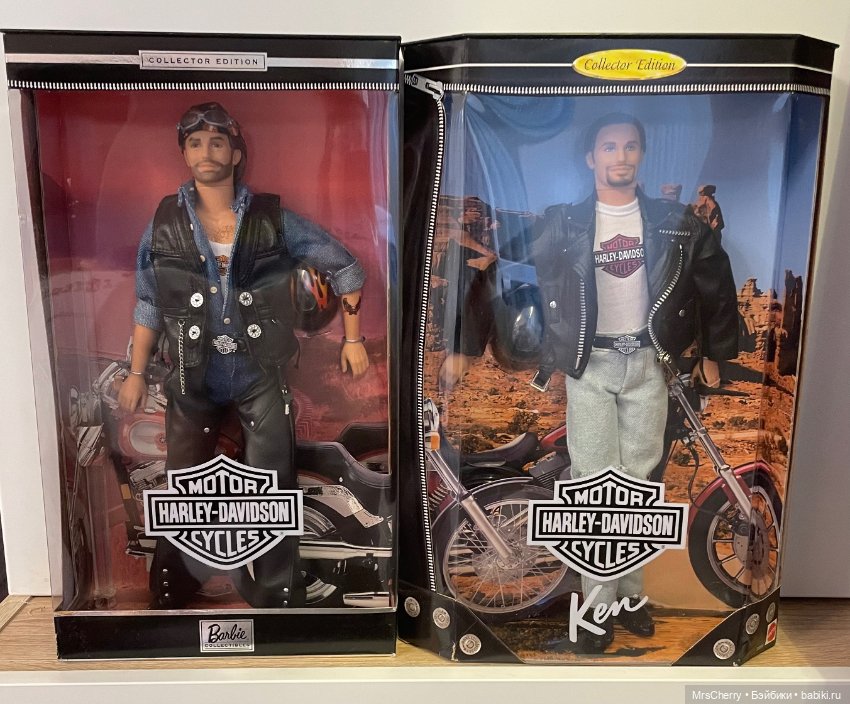 COLLECTOR EDITION
MOTOR
HARLEY-DAVIDSON
CYCLES
Barbie
COLLECTIBLES
Collector Edition
MOTOR
HARLEY-DAVIDSON
CYCLES
MOTOR
HARLEY-DAVIDSON
CYCLES
Ken
MrsCherry • Бэйбики • babiki.ru